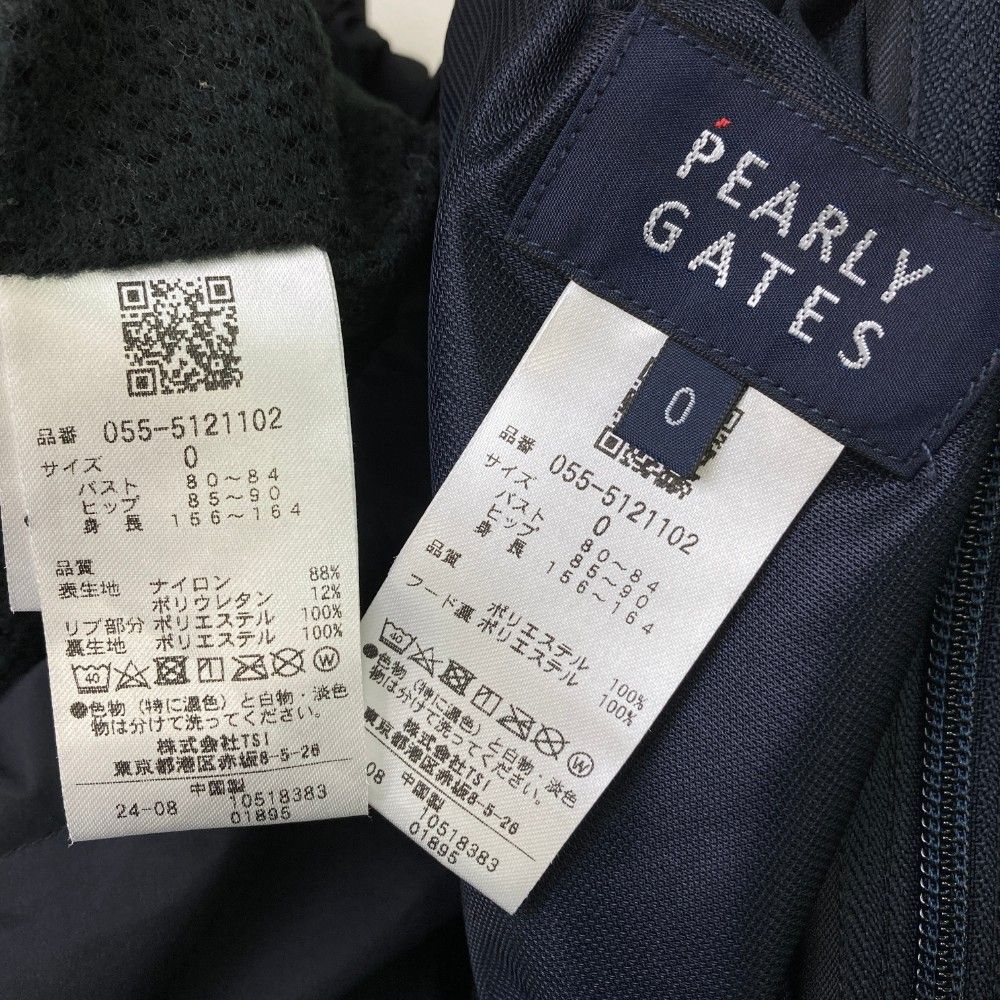 PEARLY
GATES
0
品番 055-5121102
サイズ 0
バスト 80〜84
ヒップ 85〜90
身長 156〜164
品質
表生地 ナイロン 88%
ポリウレタン 12%
リブ部分 ポリエステル 100%
裏生地 ポリエステル 100%
40 W
●色物(特に濃色)と白物・淡色
物は分けて洗ってください。
株式会社TSI
東京都港区赤坂8-5-26
中国製
24-08 10518383
01895
品番 055-5121102
サイズ 0
バスト 80〜84
ヒップ 85〜90
身長 156〜164
品質
ポリエステル 100%
フード裏 ポリエステル 100%
40 W
●色物(特に濃色)と白物・淡色
物は分けて洗ってください。
株式会社TSI
東京都港区赤坂8-5-26
中国製
08 10518383
01895